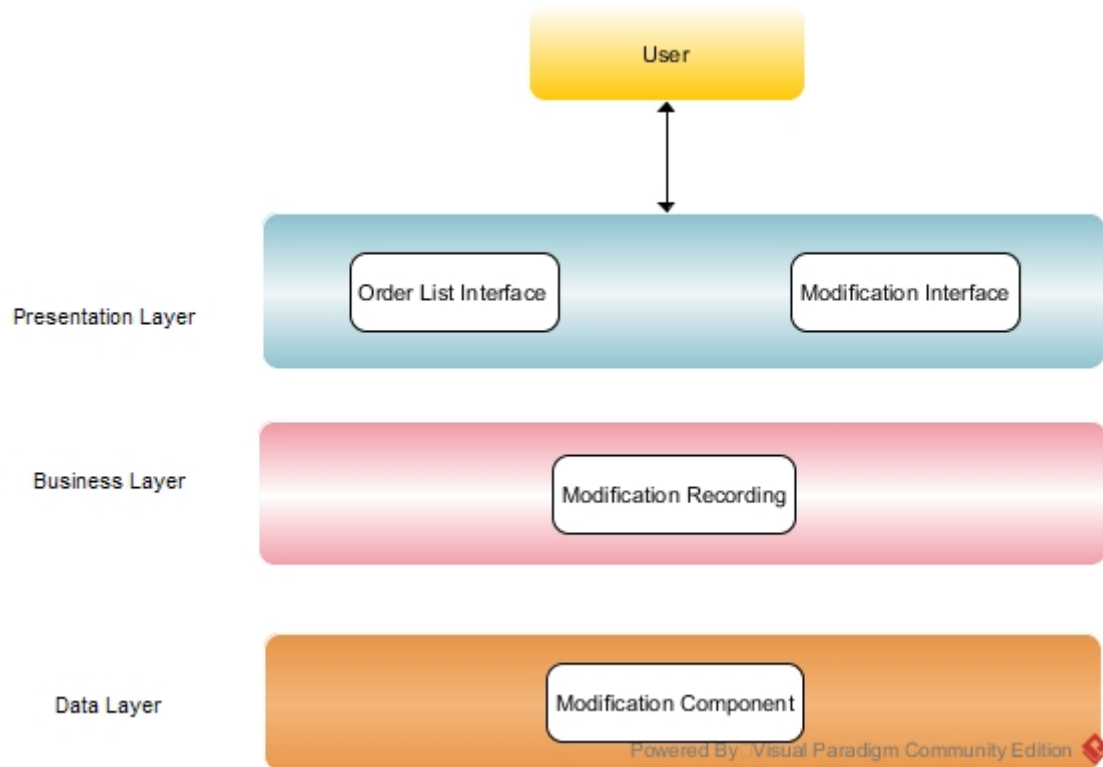 User
Order List Interface
Modification Interface
Presentation Layer
Business Layer
Modification Recording
Modification Component
Data Layer
Powered By Visual Paradigm Community Edition